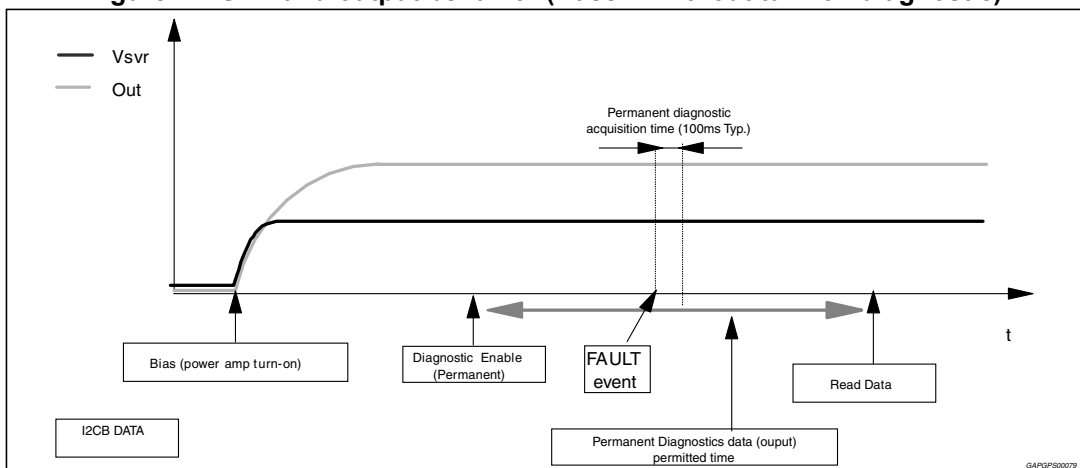 Vsvr
Out
Permanent diagnostic
acquisition time (100ms Typ.)
t
Bias (power amp turn-on)
Diagnostic Enable
(Permanent)
FAULT
event
Read Data
I2CB DATA
Permanent Diagnostics data (ouput)
permitted time
GAPGPS00079